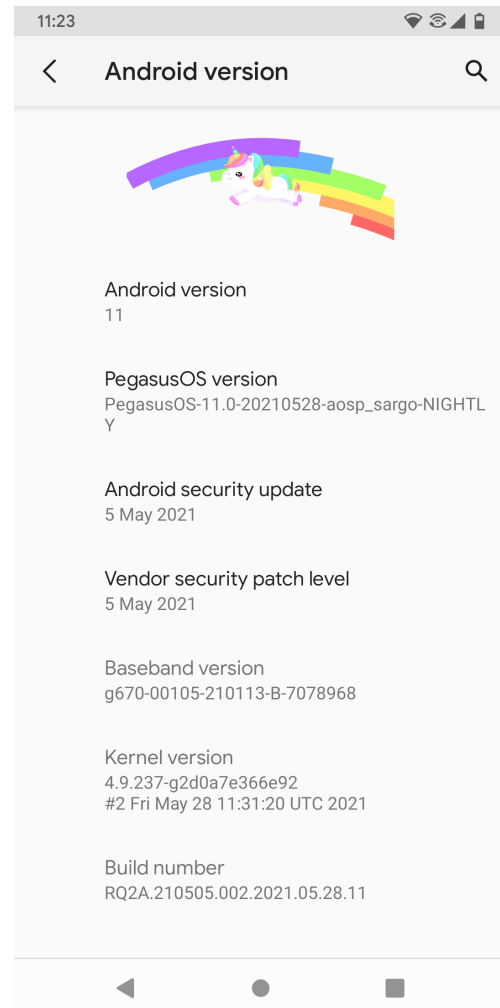 11:23
Android version
Android version
11
PegasusOS version
PegasusOS-11.0-20210528-aosp_sargo-NIGHTL
Y
Android security update
5 May 2021
Vendor security patch level
5 May 2021
Baseband version
g670-00105-210113-B-7078968
Kernel version
4.9.237-g2d0a7e366e92
#2 Fri May 28 11:31:20 UTC 2021
Build number
RQ2A.210505.002.2021.05.28.11